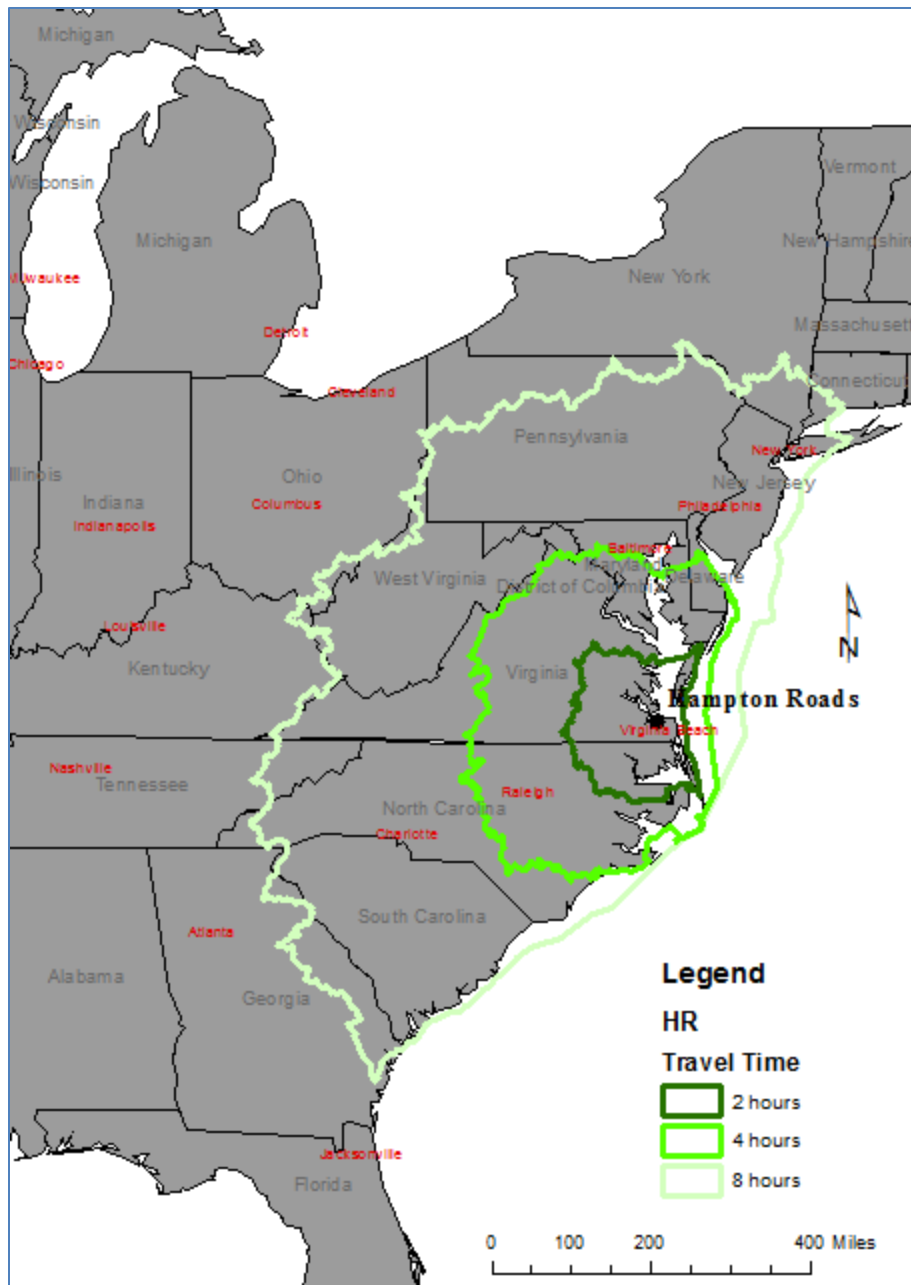 Michigan
Wisconsin
Vermont
Wisconsin
Michigan
New Hampshire
New York
Milwaukee
Detroit
Massachusett
Chicago
Connecticut
Cleveland
Pennsylvania
New York
Illinois
Ohio
New Jersey
Indiana
Columbus
Philadelphia
Indianapolis
Baltimore
Maryland
West Virginia
District of Columbia
Delaware
Louisville
Kentucky
Virginia
Hampton Roads
Virginia Beach
N
Nashville
Tennessee
Raleigh
North Carolina
Charlotte
South Carolina
Atlanta
Alabama
Georgia
Legend
HR
Travel Time
2 hours
4 hours
8 hours
Jacksonville
Florida
0 100 200 400 Miles